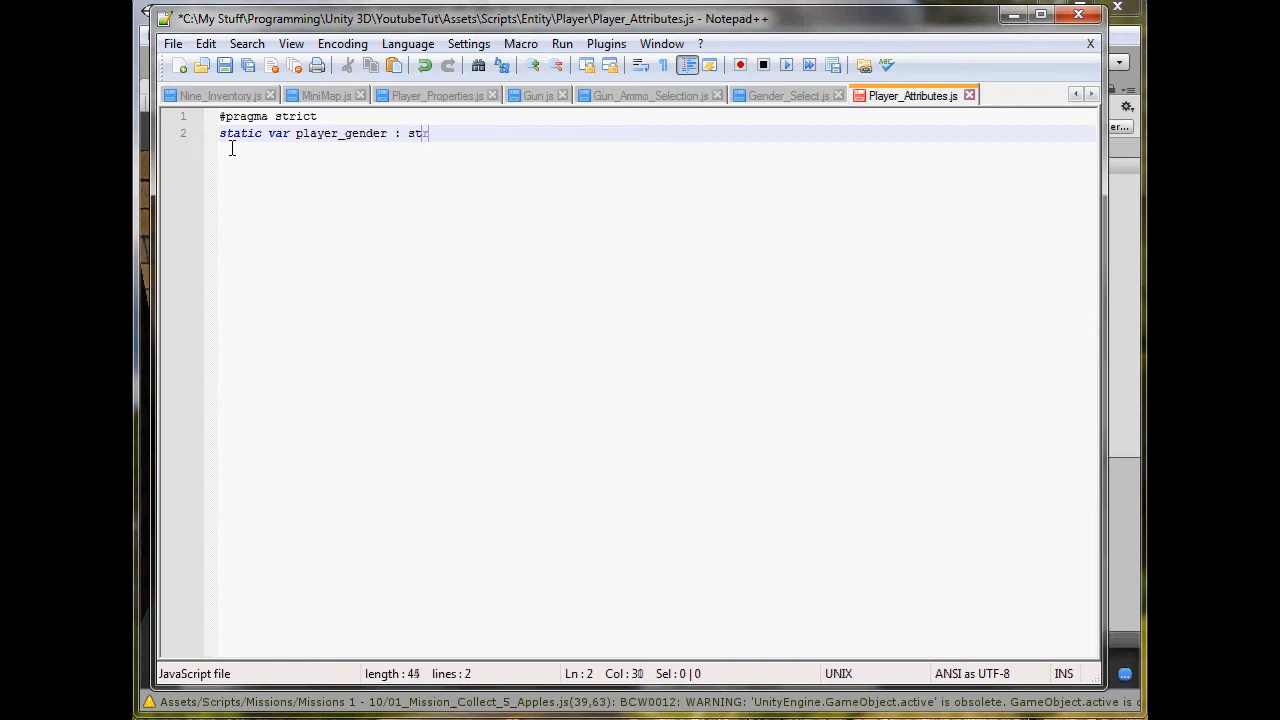 *C:\My Stuff\Programming\Unity 3D\YoutubeTut\Assets\Scripts\Entity\Player\Player_Attributes.js - Notepad++
File Edit Search View Encoding Language Settings Macro Run Plugins Window ? X
Nine_Inventory.js MiniMap.js Player_Properties.js Gun.js Gun_Ammo_Selection.js Gender_Select.js Player_Attributes.js
er...
1 #pragma strict
2 static var player_gender : str
JavaScript file length : 45 lines : 2 Ln : 2 Col : 31 Sel : 0 | 0 UNIX ANSI as UTF-8 INS
Assets/Scripts/Missions/Missions 1 - 10/01_Mission_Collect_5_Apples.js(39,63): BCW0012: WARNING: 'UnityEngine.GameObject.active' is obsolete. GameObject.active is